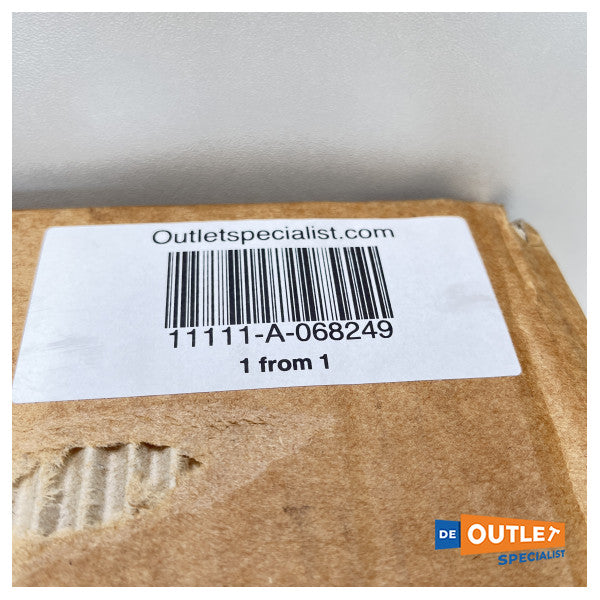 Outletspecialist.com
11111-A-068249
1 from 1
DE OUTLET
SPECIALIST